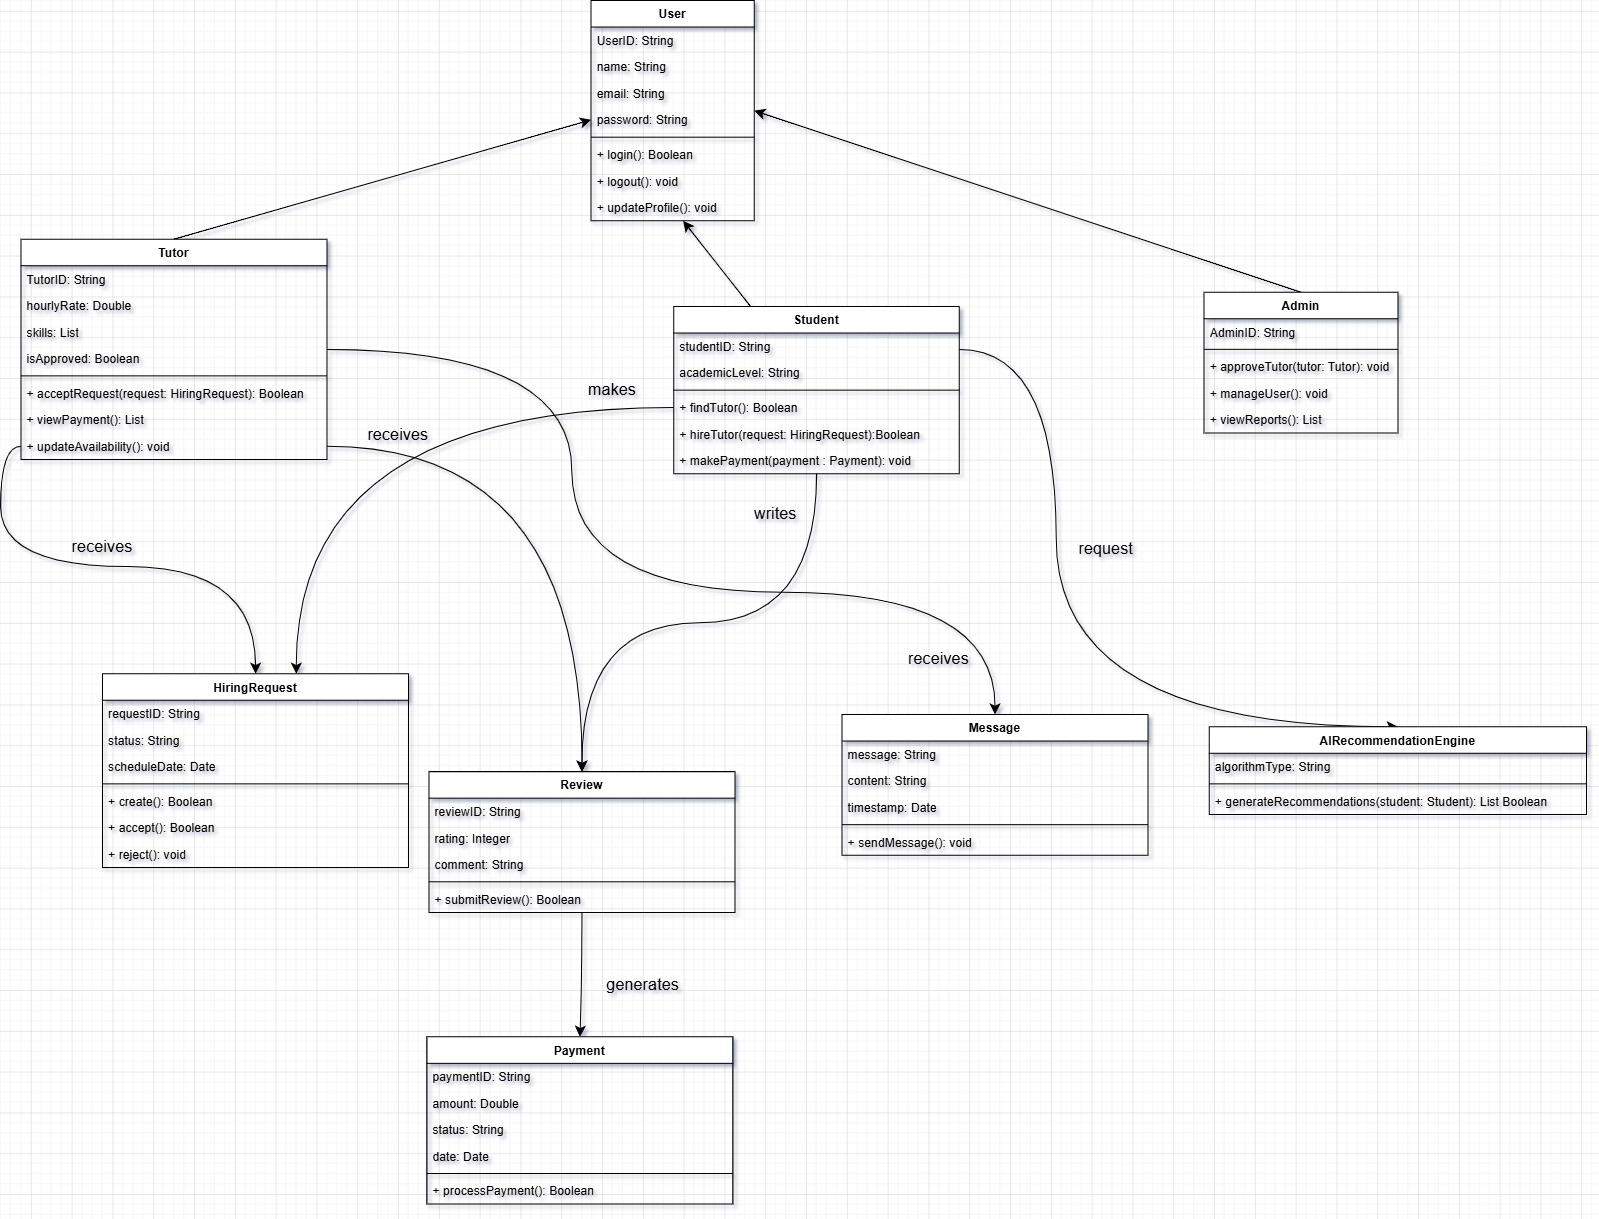 User
UserID: String
name: String
email: String
password: String
+ login(): Boolean
+ logout(): void
+ updateProfile(): void
Tutor
TutorID: String
hourlyRate: Double
skills: List
isApproved: Boolean
+ acceptRequest(request: HiringRequest): Boolean
+ viewPayment(): List
+ updateAvailability(): void
Student
studentID: String
academicLevel: String
+ findTutor(): Boolean
+ hireTutor(request: HiringRequest):Boolean
+ makePayment(payment : Payment): void
Admin
AdminID: String
+ approveTutor(tutor: Tutor): void
+ manageUser(): void
+ viewReports(): List
makes
receives
writes
receives
request
receives
HiringRequest
requestID: String
status: String
scheduleDate: Date
+ create(): Boolean
+ accept(): Boolean
+ reject(): void
Review
reviewID: String
rating: Integer
comment: String
+ submitReview(): Boolean
Message
message: String
content: String
timestamp: Date
+ sendMessage(): void
AIRecommendationEngine
algorithmType: String
+ generateRecommendations(student: Student): List Boolean
generates
Payment
paymentID: String
amount: Double
status: String
date: Date
+ processPayment(): Boolean